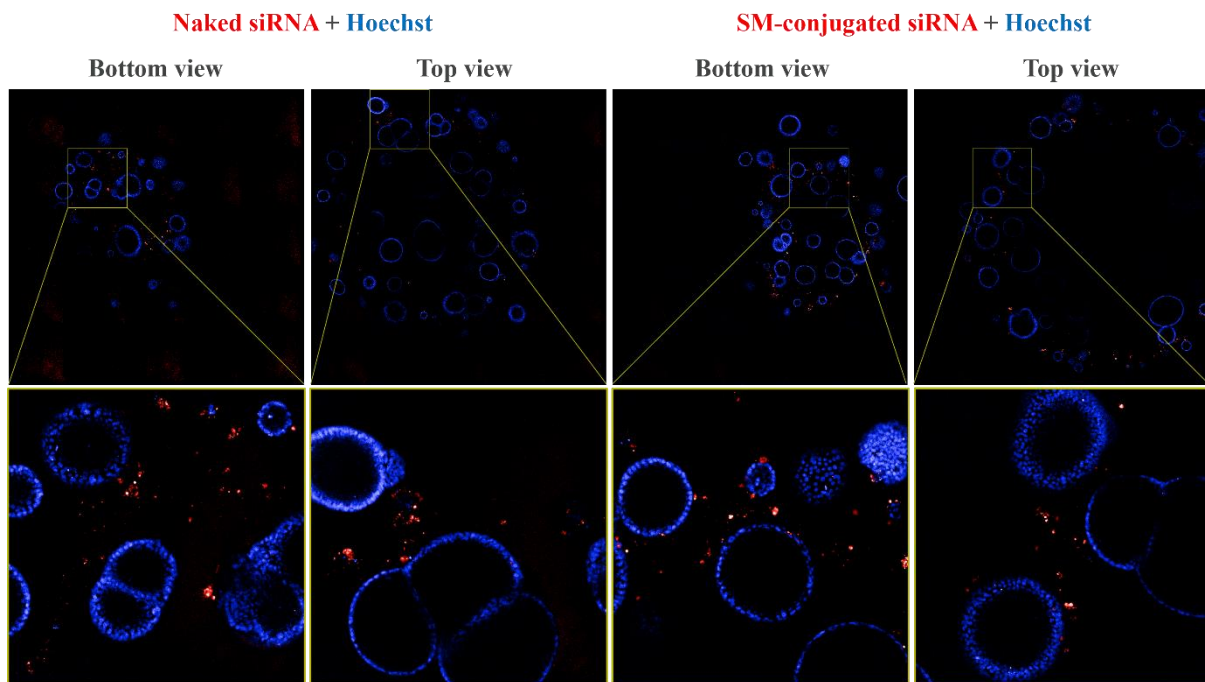 Naked siRNA + Hoechst
SM-conjugated siRNA + Hoechst
Bottom view
Top view
Bottom view
Top view